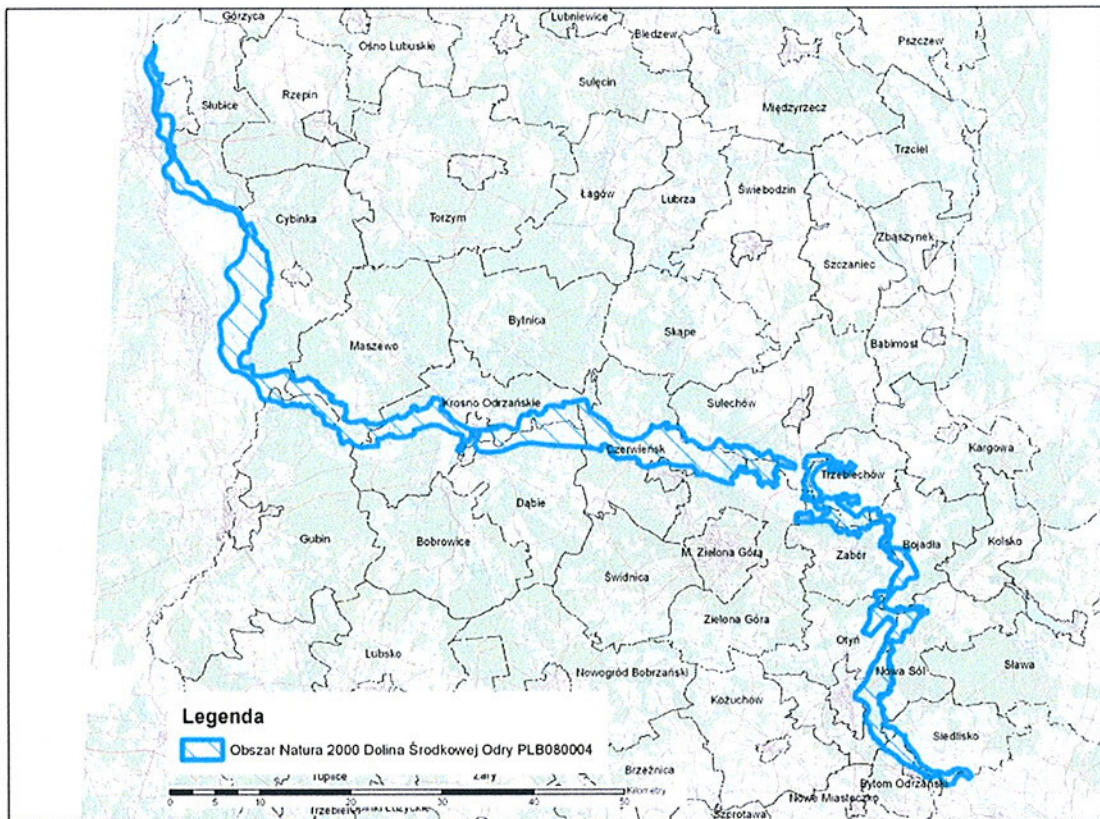 Górzyca
Lubniewice
Bledzew
Ośno Lubuskie
Pszczew
Słubice
Rzepin
Sulęcin
Międzyrzecz
Trzciel
Cybinka
Torzym
Łagów
Lubrza
Świebodzin
Zbąszynek
Szczaniec
Bytnica
Skąpe
Maszewo
Babimost
Krosno Odrzańskie
Sulechów
Czerwieńsk
Kargowa
Trzebiechów
Dąbie
Gubin
Bobrowice
M. Zielona Góra
Zabór
Bojadła
Kolsko
Świdnica
Zielona Góra
Otyń
Lubsko
Nowogród Bobrzański
Nowa Sól
Sława
Kożuchów
Siedlisko
Legenda
Obszar Natura 2000 Dolina Środkowej Odry PLB080004
Brzeźnica
Bytom Odrzański
Tuplice
Żary
0 5 10 20 30 40 50
Kilometry
Nowe Miasteczko
Szprotawa